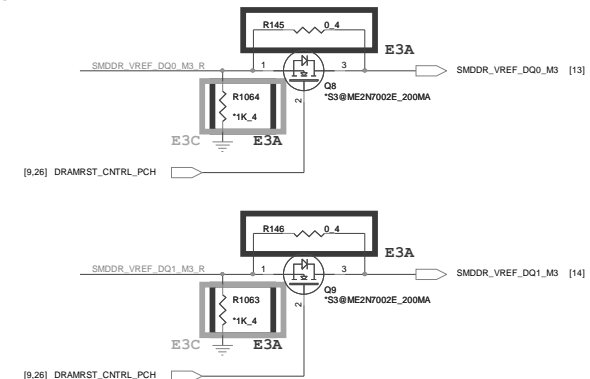 R145 0_4
E3A
SMDDR_VREF_DQ0_M3_R 1 3 SMDDR_VREF_DQ0_M3 [13]
Q8
R1064 2 *S3@ME2N7002E_200MA
*1K_4
E3C E3A
[9,26] DRAMRST_CNTRL_PCH
R146 0_4
E3A
SMDDR_VREF_DQ1_M3_R 1 3 SMDDR_VREF_DQ1_M3 [14]
Q9
R1063 2 *S3@ME2N7002E_200MA
*1K_4
E3C E3A
[9,26] DRAMRST_CNTRL_PCH